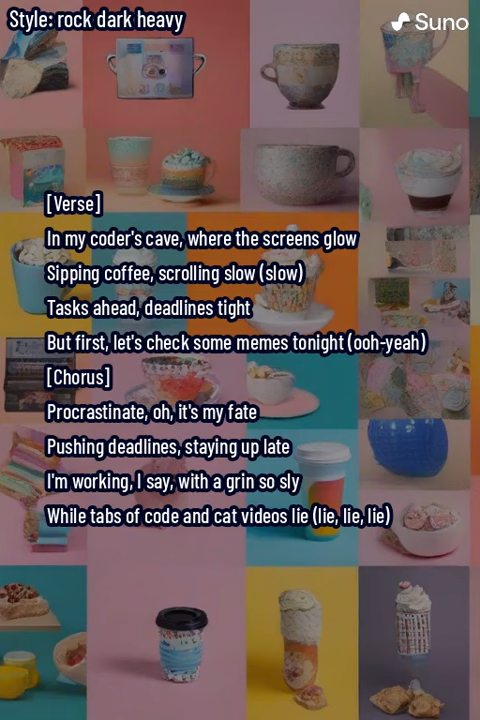 Style: rock dark heavy
Suno
[Verse]
In my coder's cave, where the screens glow
Sipping coffee, scrolling slow (slow)
Tasks ahead, deadlines tight
But first, let's check some memes tonight (ooh-yeah)
[Chorus]
Procrastinate, oh, it's my fate
Pushing deadlines, staying up late
I'm working, I say, with a grin so sly
While tabs of code and cat videos lie (lie, lie, lie)